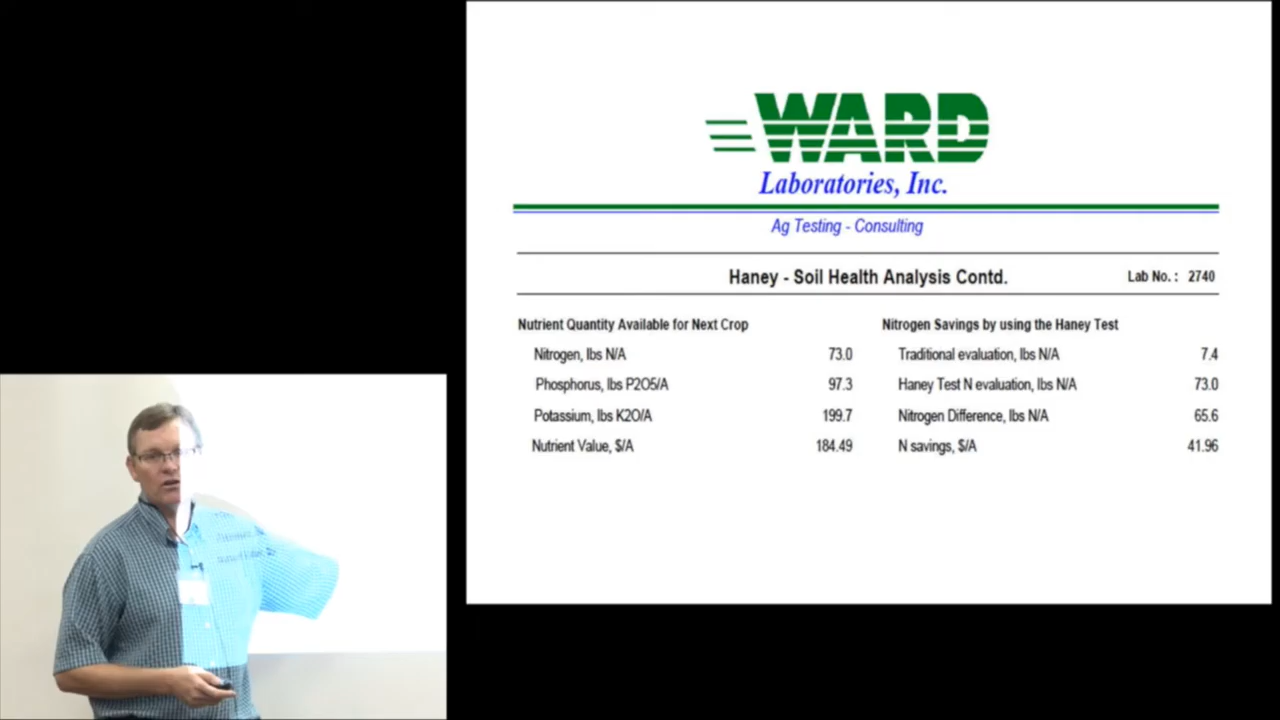 WARD
Laboratories, Inc.
Ag Testing - Consulting
Haney - Soil Health Analysis Contd.
Lab No. : 2740
Nutrient Quantity Available for Next Crop
Nitrogen, lbs N/A 73.0
Phosphorus, lbs P2O5/A 97.3
Potassium, lbs K2O/A 199.7
Nutrient Value, $/A 184.49
Nitrogen Savings by using the Haney Test
Traditional evaluation, lbs N/A 7.4
Haney Test N evaluation, lbs N/A 73.0
Nitrogen Difference, lbs N/A 65.6
N savings, $/A 41.96